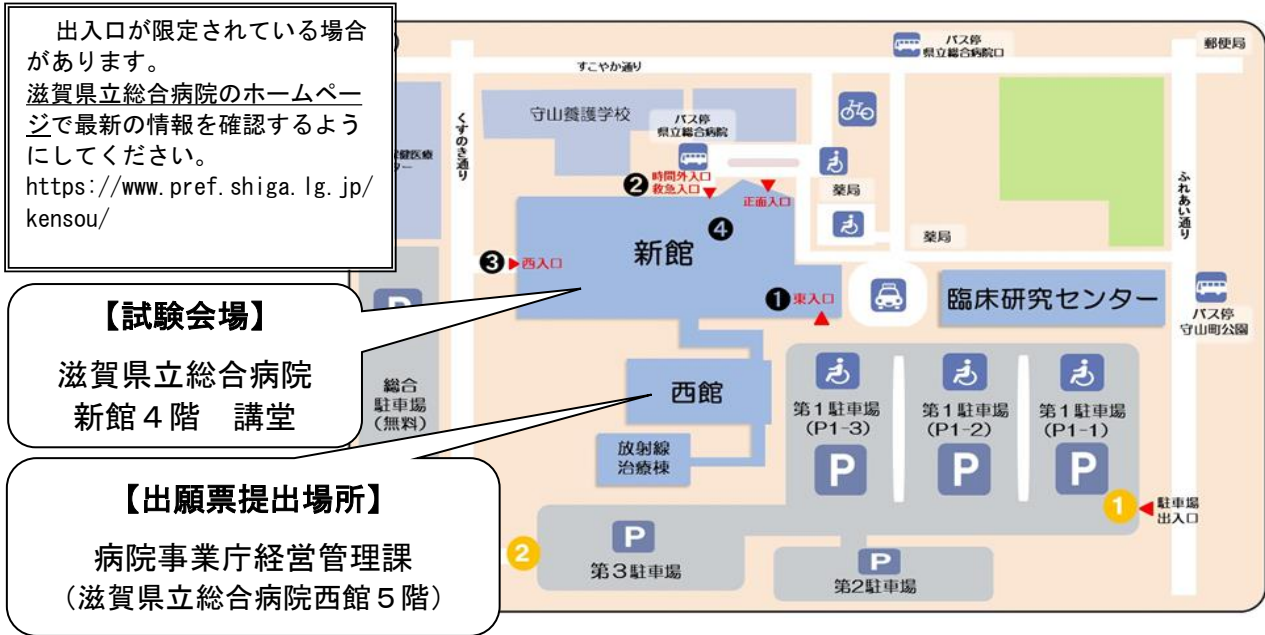 出入口が限定されている場合
があります。
滋賀県立総合病院のホームペー
ジで最新の情報を確認するよう
にしてください。
https://www.pref.shiga.lg.jp/
kensou/
バス停
県立総合病院口
郵便局
すこやか通り
くすのき通り
守山養護学校
バス停
県立総合病院
ふれあい通り
❷
時間外入口
救急入口
正面入口
薬局
薬局
❹
新館
❸
西入口
❶
東入口
臨床研究センター
バス停
守山町公園
【試験会場】
滋賀県立総合病院
新館4階 講堂
P
総合
駐車場
(無料)
西館
放射線
治療棟
第1駐車場
(P1-3)
P
第1駐車場
(P1-2)
P
第1駐車場
(P1-1)
P
1
駐車場
出入口
【出願票提出場所】
病院事業庁経営管理課
(滋賀県立総合病院西館5階)
2
P
第3駐車場
P
第2駐車場